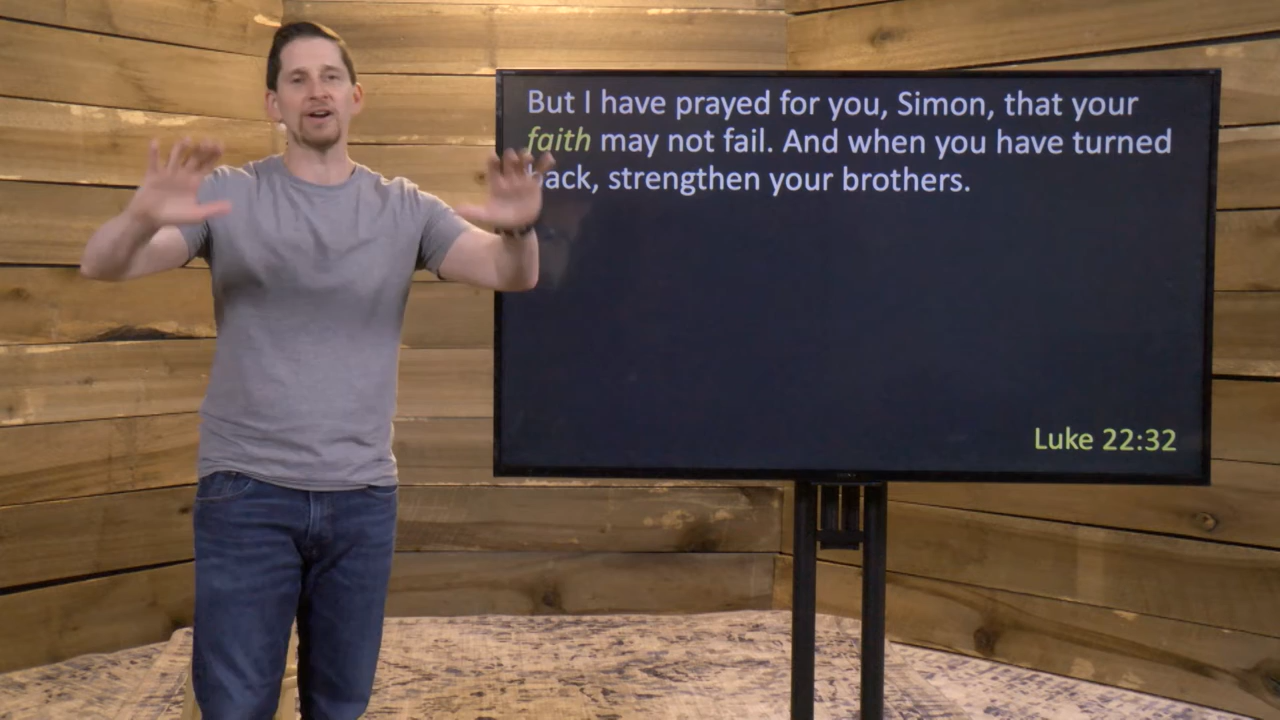 But I have prayed for you, Simon, that your
faith may not fail. And when you have turned
back, strengthen your brothers.
Luke 22:32